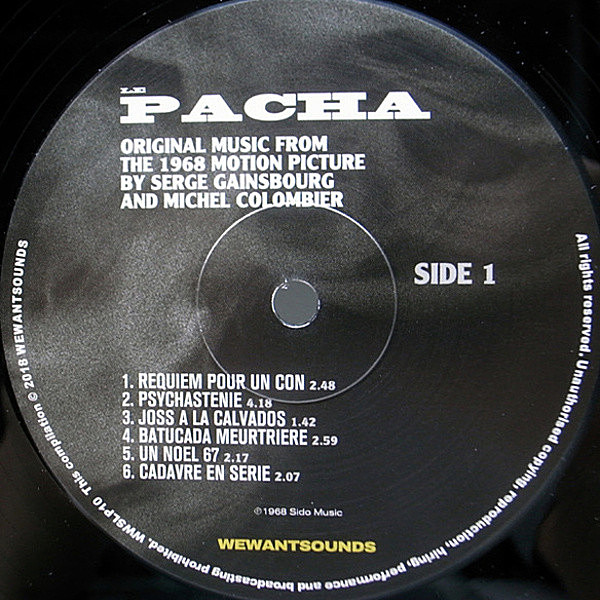 LE
PACHA
ORIGINAL MUSIC FROM
THE 1968 MOTION PICTURE
BY SERGE GAINSBOURG
AND MICHEL COLOMBIER
SIDE 1
1. REQUIEM POUR UN CON 2.48
2. PSYCHASTENIE 4.18
3. JOSS A LA CALVADOS 1.42
4. BATUCADA MEURTRIERE 2.59
5. UN NOEL 67 2.17
6. CADAVRE EN SERIE 2.07
℗1968 Sido Music
WEWANTSOUNDS
All rights reserved. Unauthorised copying, reproduction, hiring, performance and broadcasting prohibited. WWSLP10 This compilation © 2018 WEWANTSOUNDS